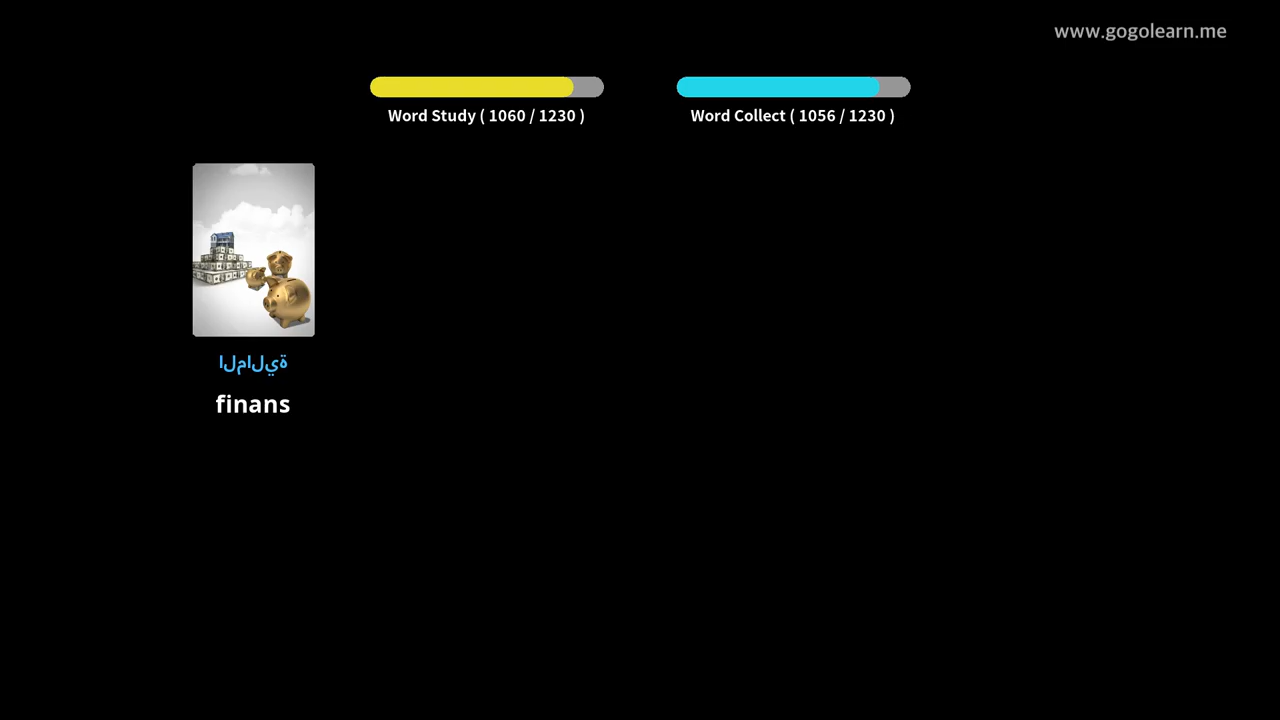 www.gogolearn.me
Word Study ( 1060 / 1230 )
Word Collect ( 1056 / 1230 )
المالية
finans